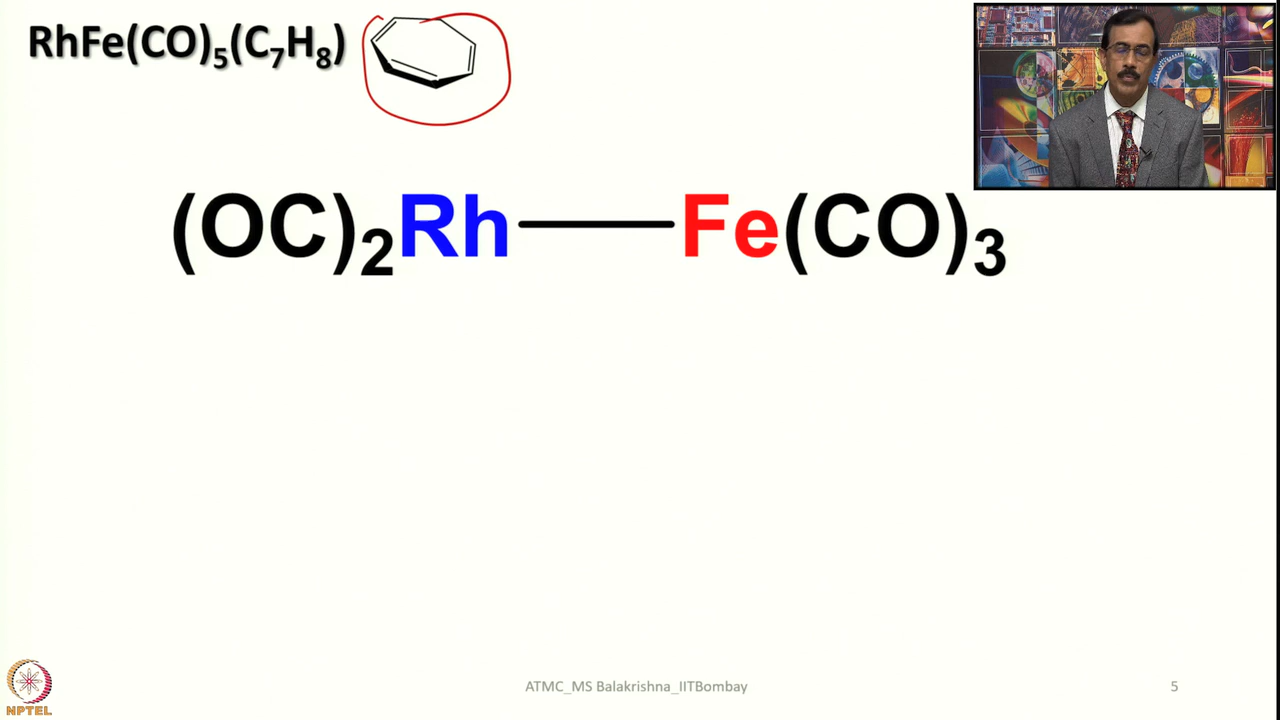 RhFe(CO)₅(C₇H₈)
(OC)₂Rh—Fe(CO)₃
NPTEL
ATMC_MS Balakrishna_IITBombay
5